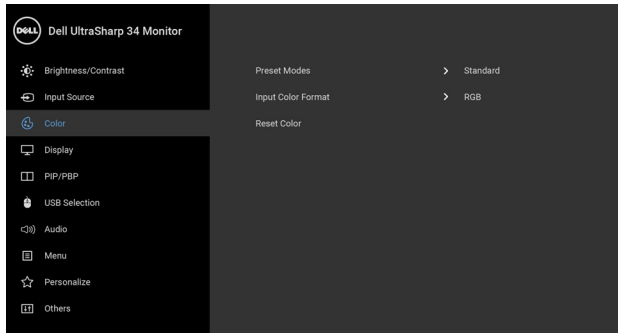 DELL Dell UltraSharp 34 Monitor
Brightness/Contrast
Preset Modes > Standard
Input Source
Input Color Format > RGB
Color
Reset Color
Display
PIP/PBP
USB Selection
Audio
Menu
Personalize
Others